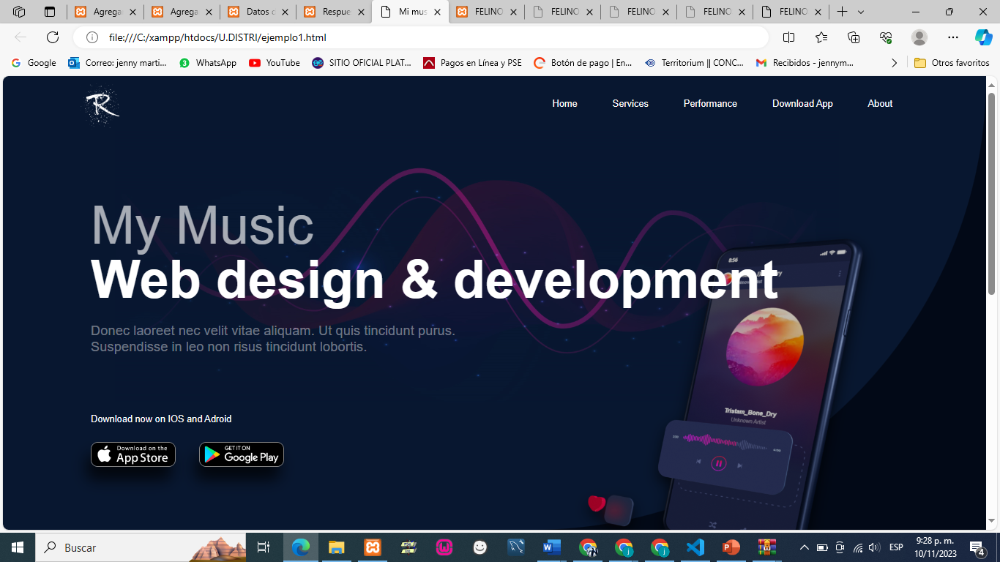 Agrega
Agrega
Datos
Respue
Mi mus
FELINO
FELINO
FELINO
FELINO
FELINO
file:///C:/xampp/htdocs/U.DISTRI/ejemplo1.html
Google
Correo: jenny marti...
WhatsApp
YouTube
SITIO OFICIAL PLAT...
Pagos en Línea y PSE
Botón de pago | En...
Territorium || CONC...
Recibidos - jennym...
Otros favoritos
R
Home
Services
Performance
Download App
About
My Music
Web design & development
Donec laoreet nec velit vitae aliquam. Ut quis tincidunt purus.
Suspendisse in leo non risus tincidunt lobortis.
Download now on IOS and Adroid
Download on the
App Store
GET IT ON
Google Play
8:56
Tristam_Bone_Dry
Unknown Artist
Buscar
ESP
9:28 p. m.
10/11/2023
4